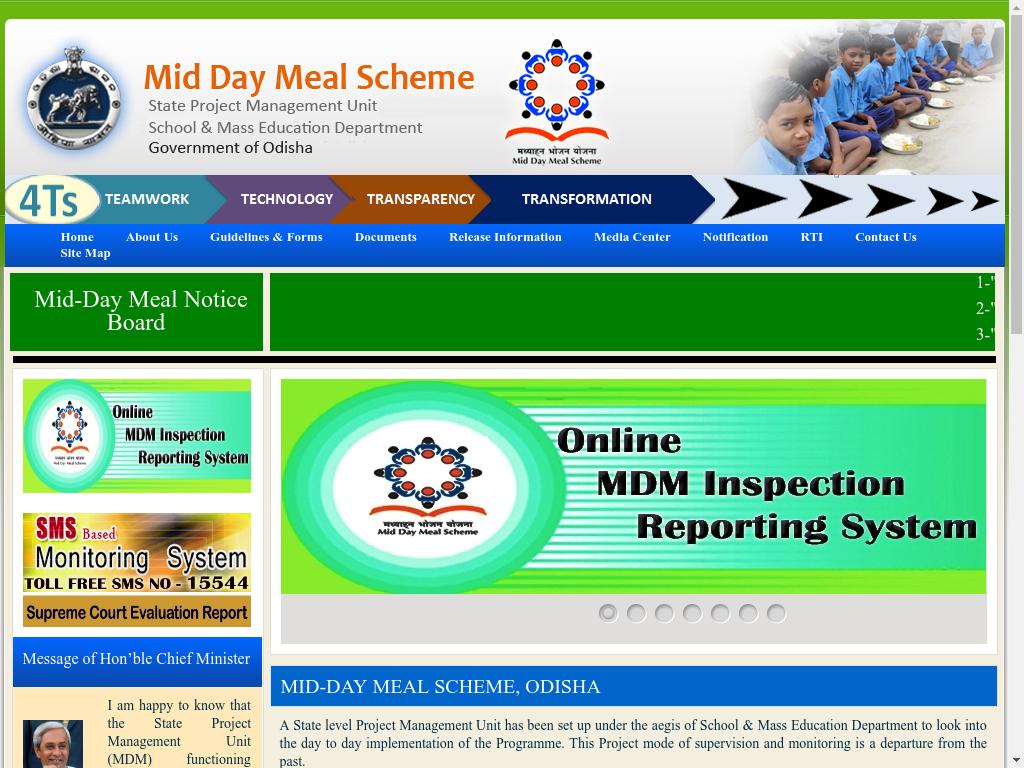 Mid Day Meal Scheme
State Project Management Unit
School & Mass Education Department
Government of Odisha
मध्याहन भोजन योजना
Mid Day Meal Scheme
4Ts TEAMWORK TECHNOLOGY TRANSPARENCY TRANSFORMATION
Home About Us Guidelines & Forms Documents Release Information Media Center Notification RTI Contact Us
Site Map
Mid-Day Meal Notice
Board
1-"
2-"
3-"
Online
MDM Inspection
Reporting System
Mid Day Meal Scheme
SMS Based
Monitoring System
TOLL FREE SMS NO - 15544
Supreme Court Evaluation Report
Message of Hon’ble Chief Minister
I am happy to know that
the State Project
Management Unit
(MDM) functioning
Online
MDM Inspection
Reporting System
मध्याहन भोजन योजना
Mid Day Meal Scheme
MID-DAY MEAL SCHEME, ODISHA
A State level Project Management Unit has been set up under the aegis of School & Mass Education Department to look into
the day to day implementation of the Programme. This Project mode of supervision and monitoring is a departure from the
past.